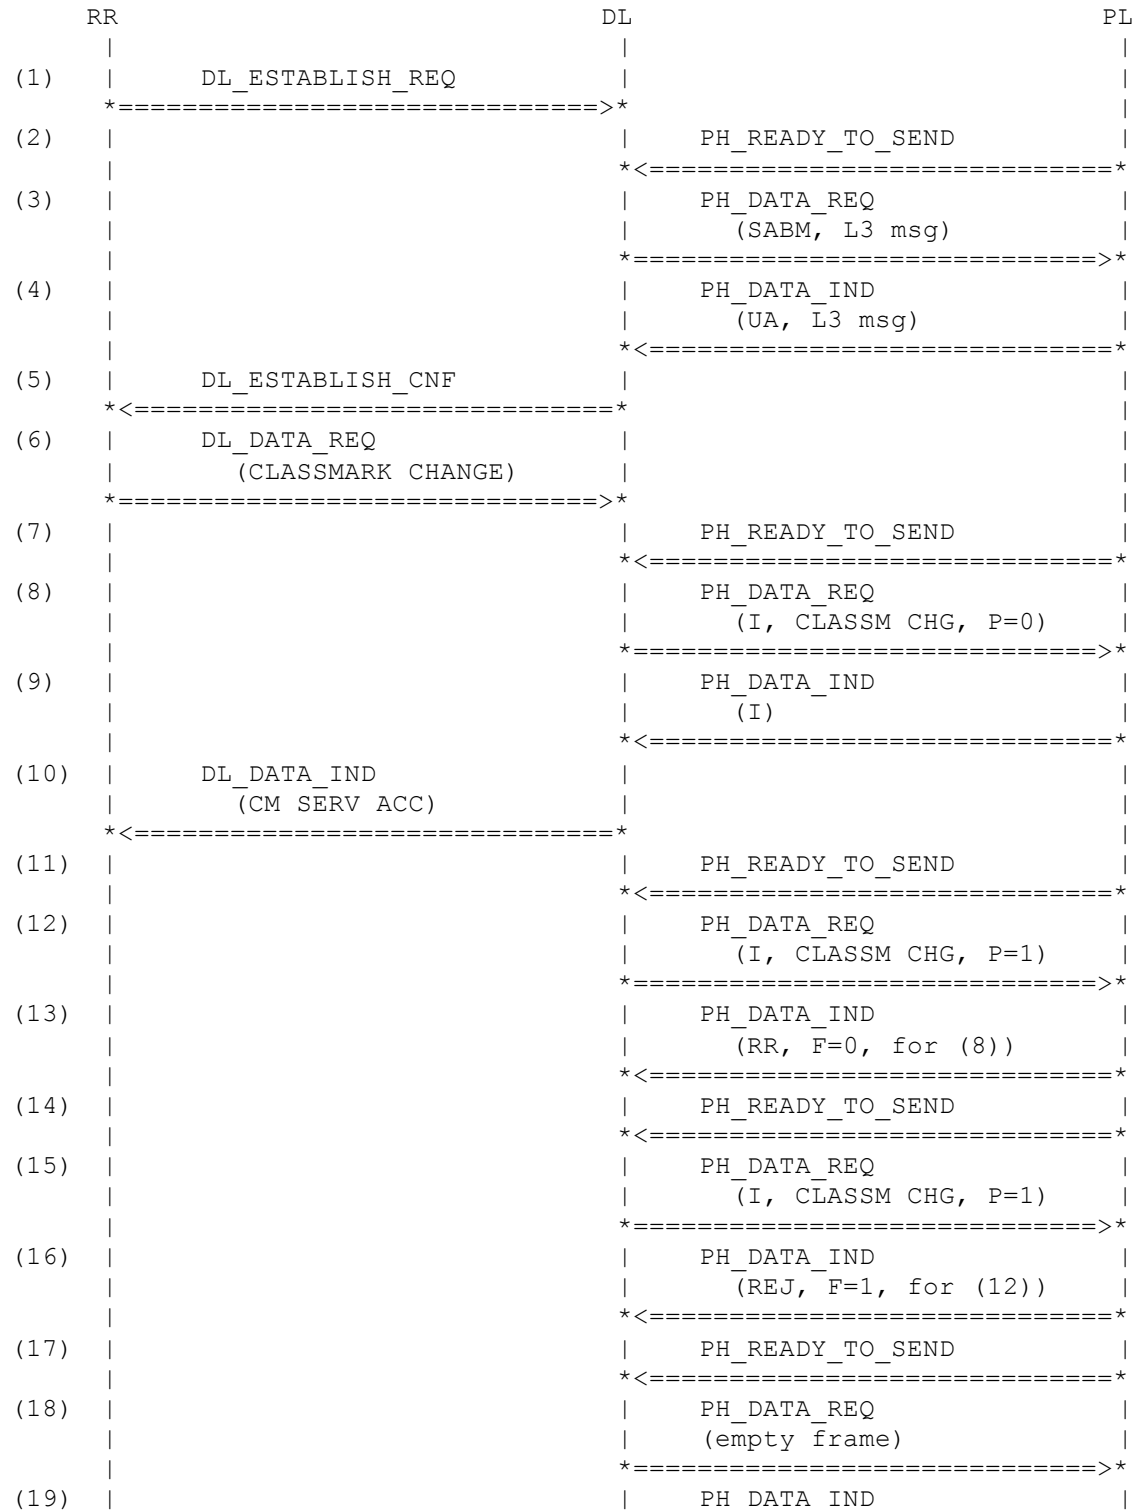 RR DL PL
| | |
(1) | DL_ESTABLISH_REQ | |
*==============================>* |
(2) | | PH_READY_TO_SEND |
| *<=============================*
(3) | | PH_DATA_REQ |
| | (SABM, L3 msg) |
| *=============================>*
(4) | | PH_DATA_IND |
| | (UA, L3 msg) |
| *<=============================*
(5) | DL_ESTABLISH_CNF | |
*<==============================* |
(6) | DL_DATA_REQ | |
| (CLASSMARK CHANGE) | |
*==============================>* |
(7) | | PH_READY_TO_SEND |
| *<=============================*
(8) | | PH_DATA_REQ |
| | (I, CLASSM CHG, P=0) |
| *=============================>*
(9) | | PH_DATA_IND |
| | (I) |
| *<=============================*
(10) | DL_DATA_IND | |
| (CM SERV ACC) | |
*<==============================* |
(11) | | PH_READY_TO_SEND |
| *<=============================*
(12) | | PH_DATA_REQ |
| | (I, CLASSM CHG, P=1) |
| *=============================>*
(13) | | PH_DATA_IND |
| | (RR, F=0, for (8)) |
| *<=============================*
(14) | | PH_READY_TO_SEND |
| *<=============================*
(15) | | PH_DATA_REQ |
| | (I, CLASSM CHG, P=1) |
| *=============================>*
(16) | | PH_DATA_IND |
| | (REJ, F=1, for (12)) |
| *<=============================*
(17) | | PH_READY_TO_SEND |
| *<=============================*
(18) | | PH_DATA_REQ |
| | (empty frame) |
| *=============================>*
(19) | | PH DATA IND |